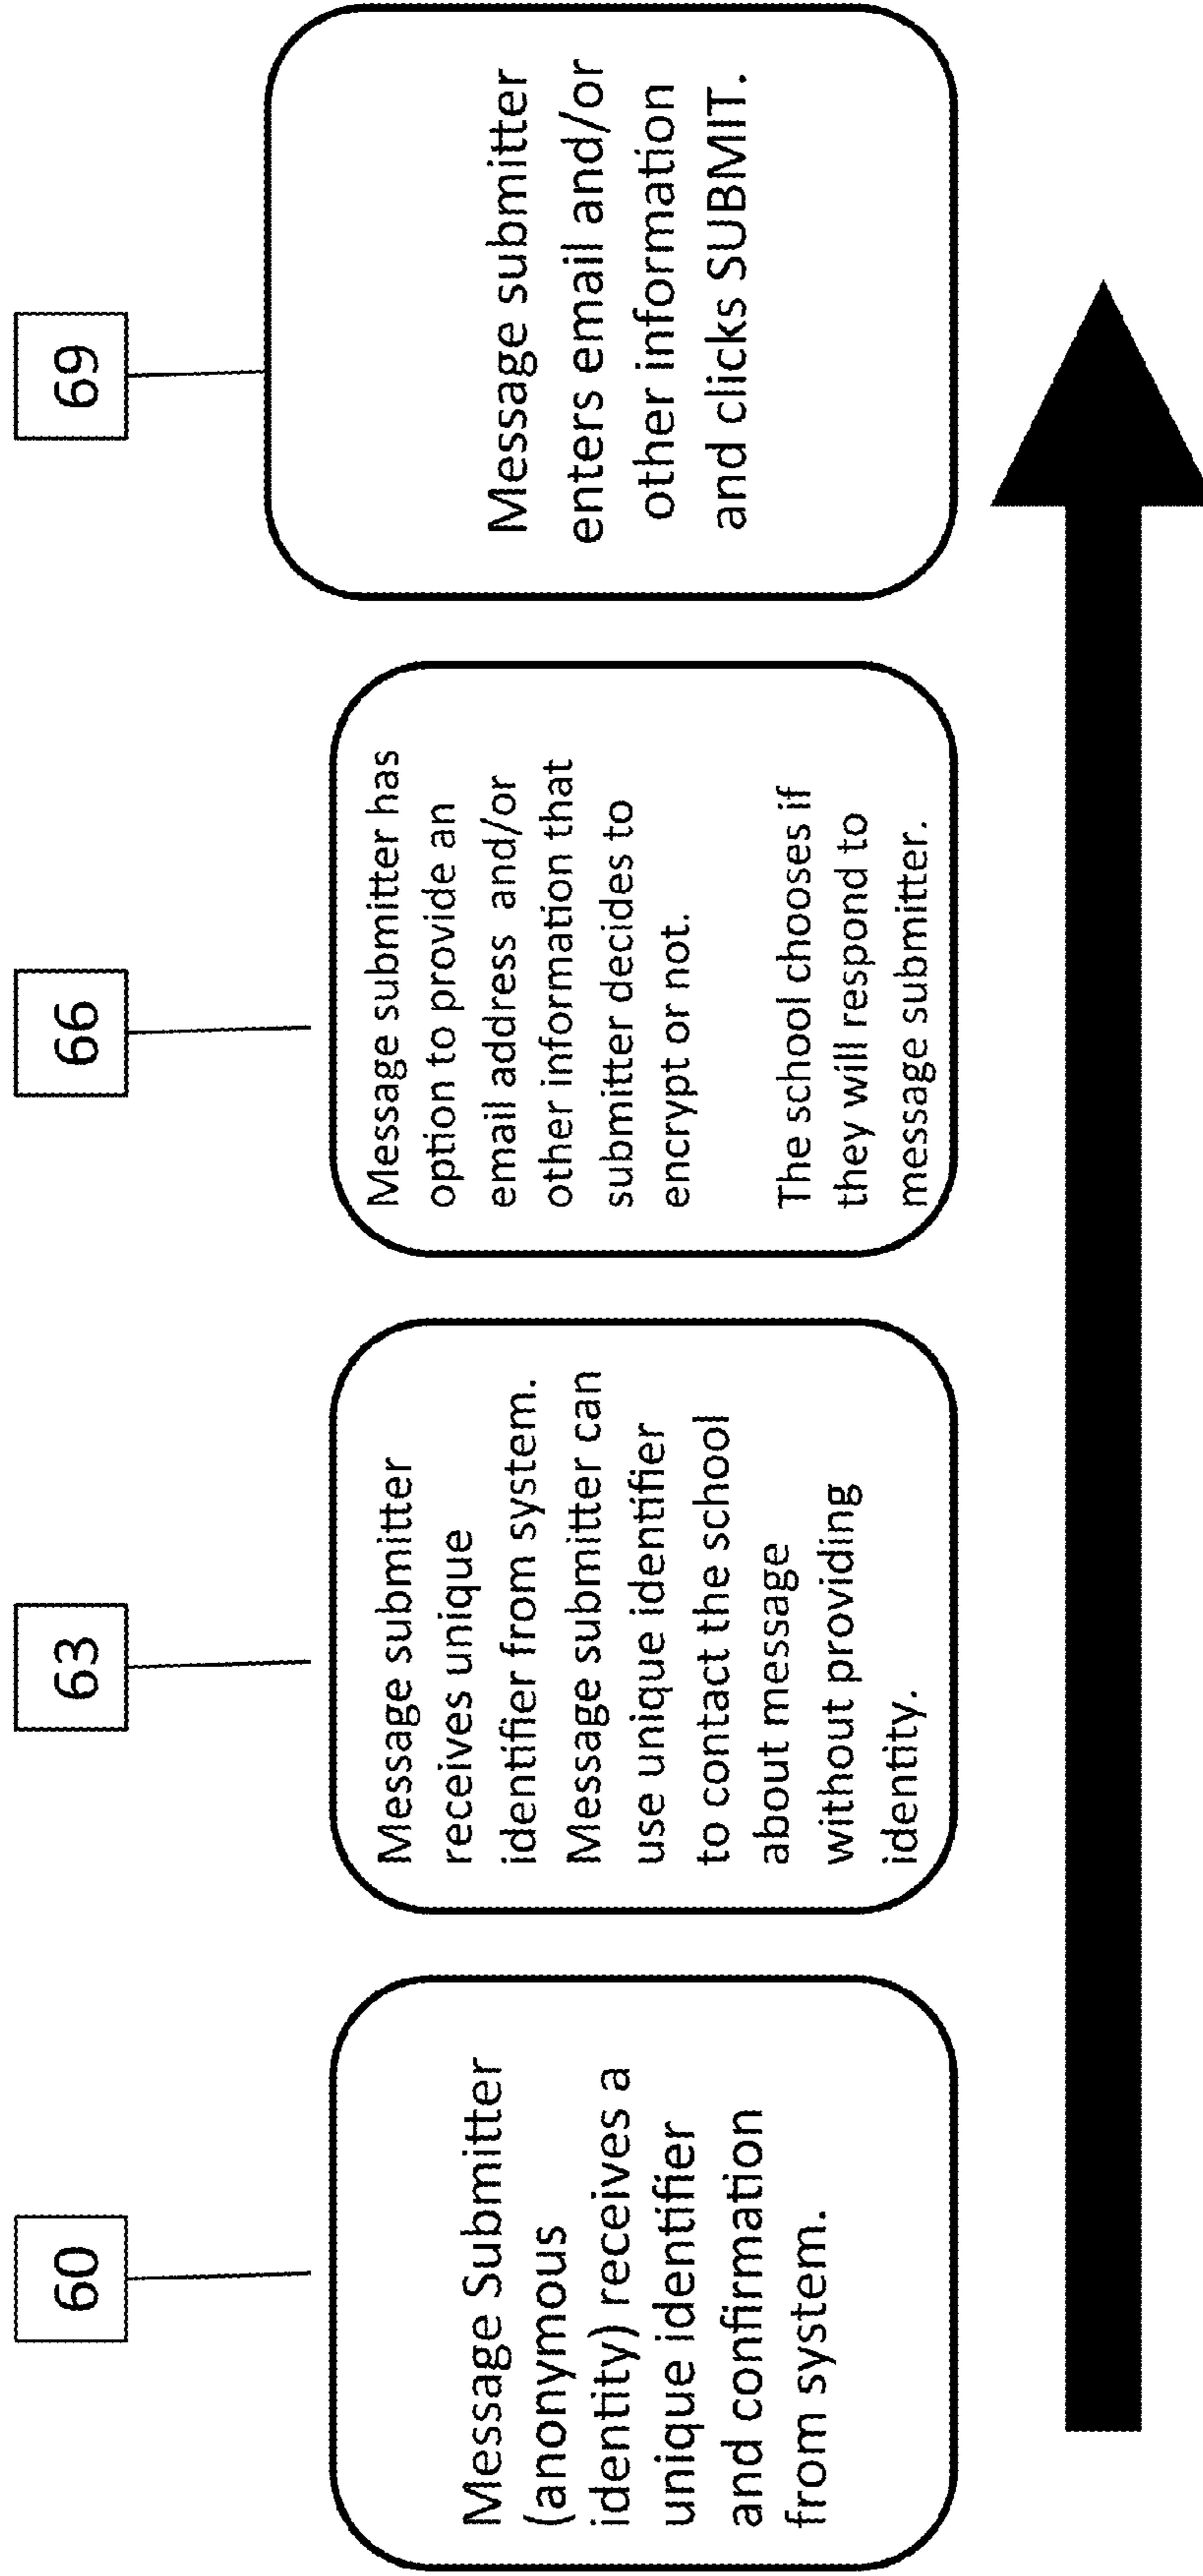 60
Message Submitter
(anonymous
identity) receives a
unique identifier
and confirmation
from system.
63
Message submitter
receives unique
identifier from system.
Message submitter can
use unique identifier
to contact the school
about message
without providing
identity.
66
Message submitter has
option to provide an
email address and/or
other information that
submitter decides to
encrypt or not.
The school chooses if
they will respond to
message submitter.
69
Message submitter
enters email and/or
other information
and clicks SUBMIT.